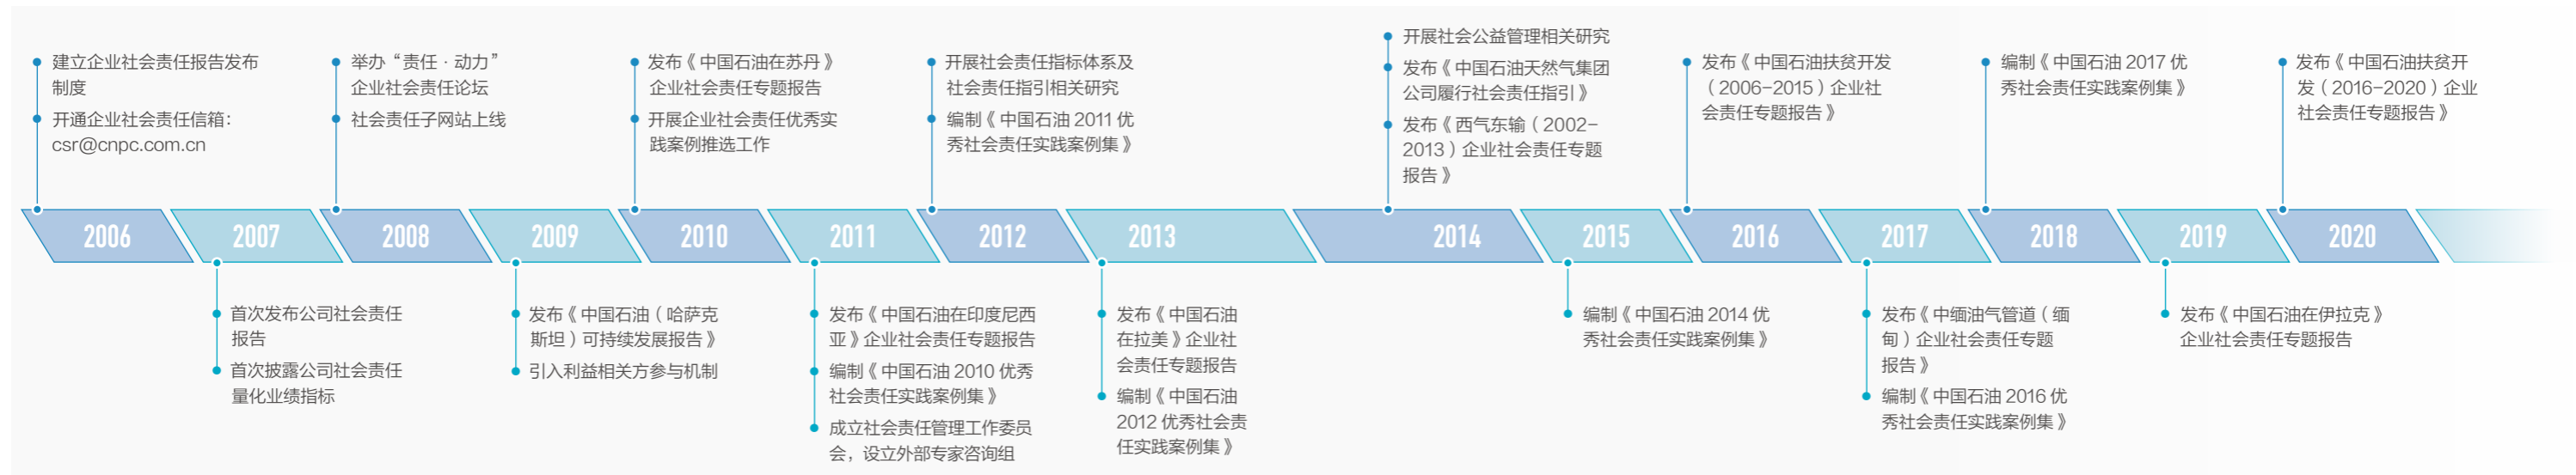 建立企业社会责任报告发布
制度
开通企业社会责任信箱：
csr@cnpc.com.cn
举办“责任·动力”
企业社会责任论坛
社会责任子网站上线
发布《中国石油在苏丹》
企业社会责任专题报告
开展企业社会责任优秀实
践案例推选工作
开展社会责任指标体系及
社会责任指引相关研究
编制《中国石油 2011 优
秀社会责任实践案例集》
开展社会公益管理相关研究
发布《中国石油天然气集团
公司履行社会责任指引》
发布《西气东输（2002-
2013）企业社会责任专题
报告》
发布《中国石油扶贫开发
（2006-2015）企业社
会责任专题报告》
编制《中国石油 2017 优
秀社会责任实践案例集》
发布《中国石油扶贫开
发（2016-2020）企业
社会责任专题报告》
2006
2007
2008
2009
2010
2011
2012
2013
2014
2015
2016
2017
2018
2019
2020
首次发布公司社会责任
报告
首次披露公司社会责任
量化业绩指标
发布《中国石油（哈萨克
斯坦）可持续发展报告》
引入利益相关方参与机制
发布《中国石油在印度尼西
亚》企业社会责任专题报告
编制《中国石油 2010 优秀
社会责任实践案例集》
成立社会责任管理工作委员
会，设立外部专家咨询组
发布《中国石油
在拉美》企业社
会责任专题报告
编制《中国石油
2012 优秀社会责
任实践案例集》
编制《中国石油 2014 优
秀社会责任实践案例集》
发布《中缅油气管道（缅
甸）企业社会责任专题
报告》
编制《中国石油 2016 优
秀社会责任实践案例集》
发布《中国石油在伊拉克》
企业社会责任专题报告